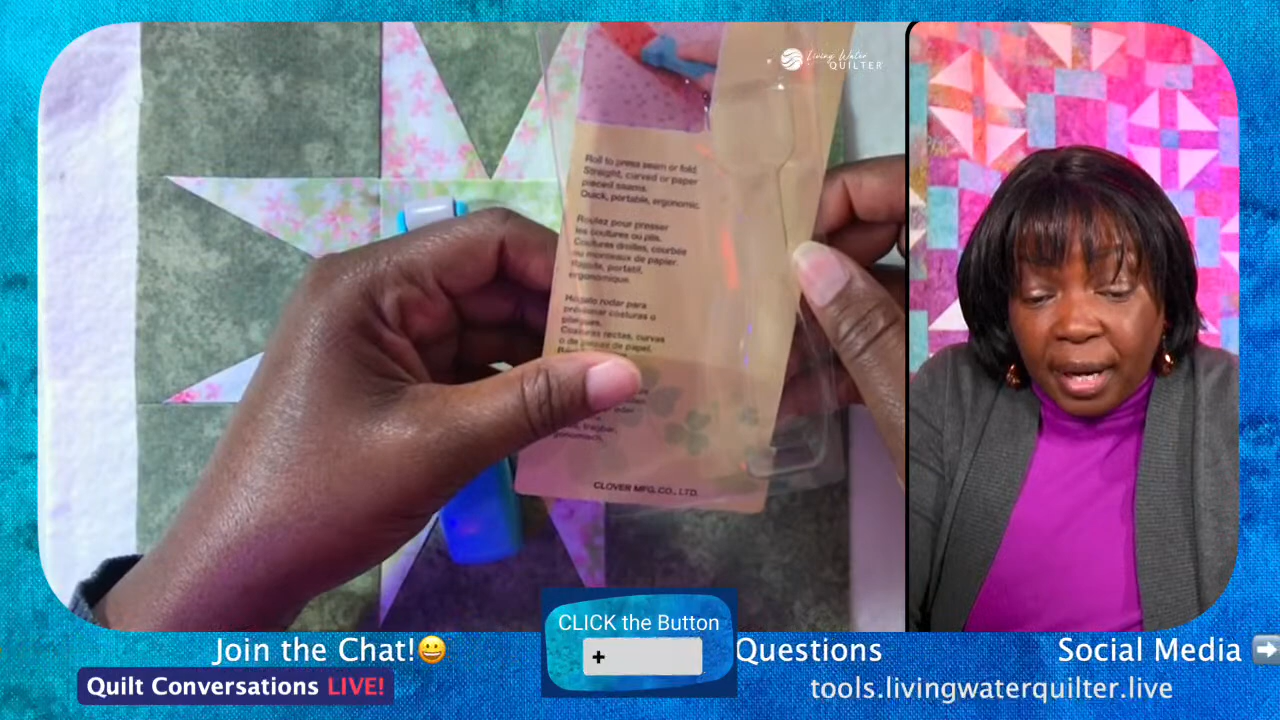 Living Water
QUILTER
Roll to press seam or fold.
Straight, curved or paper
pieced seams.
Quick, portable, ergonomic.
Roulez pour presser
les coutures ou plis.
Coutures droites, courbés
ou morceaux de papier.
Rapide, portatif,
ergonomique.
Hágalo rodar para
presionar costuras o
pliegues.
Costuras rectas, curvas
o de piezas de papel.
CLOVER MFG. CO., LTD.
CLICK the Button
+
Join the Chat!😀
Questions
Social Media ➡️
Quilt Conversations LIVE!
tools.livingwaterquilter.live